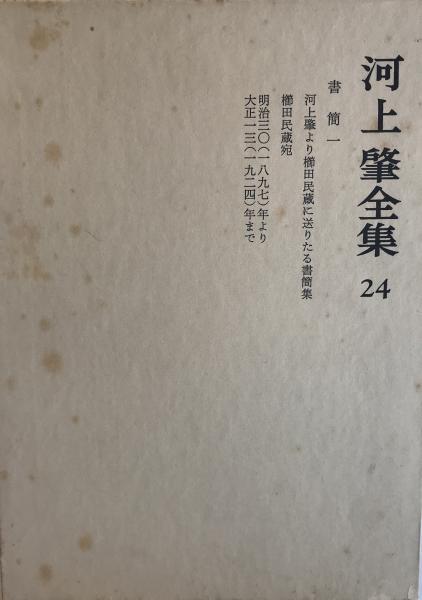 河上肇全集 24
書簡一
河上肇より櫛田民蔵に送りたる書簡集
櫛田民蔵宛
明治三〇(一八九七)年より
大正一三(一九二四)年まで